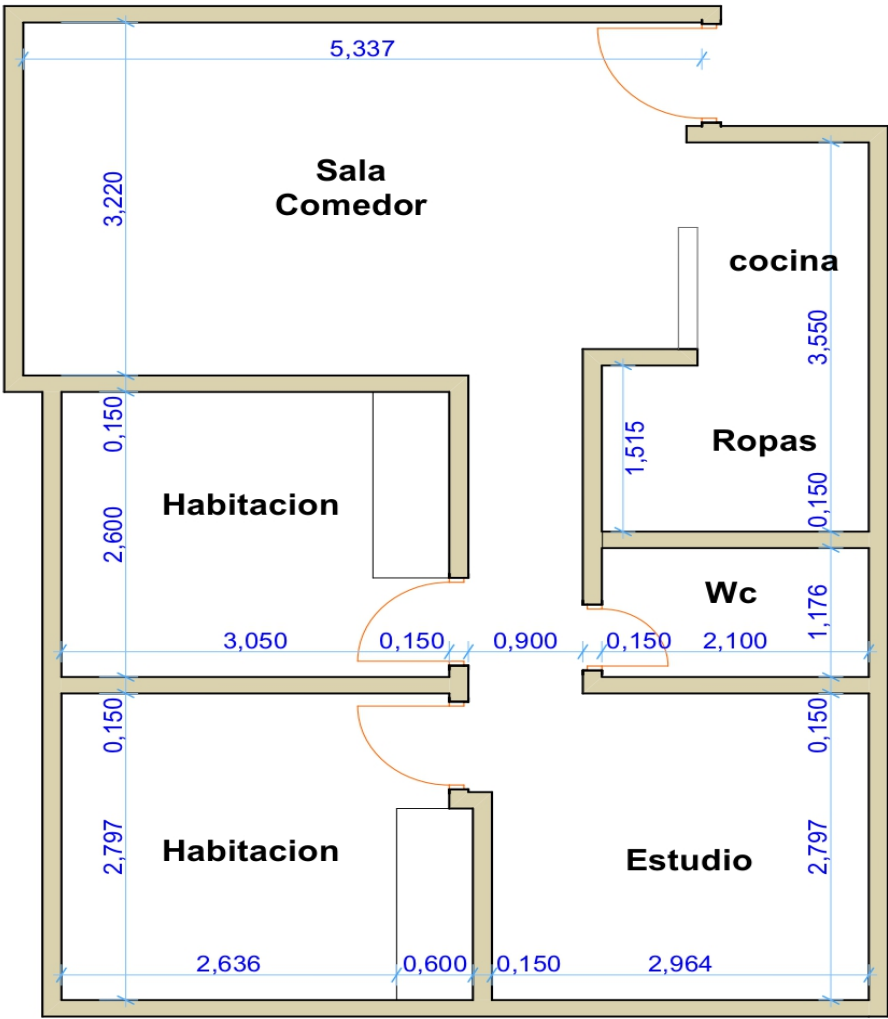 5,337
3,220
Sala
Comedor
cocina
3,550
0,150
1,515
Ropas
Habitacion
0,150
2,600
Wc
1,176
3,050
0,150
0,900
0,150
2,100
0,150
0,150
2,797
Habitacion
Estudio
2,797
2,636
0,600
0,150
2,964